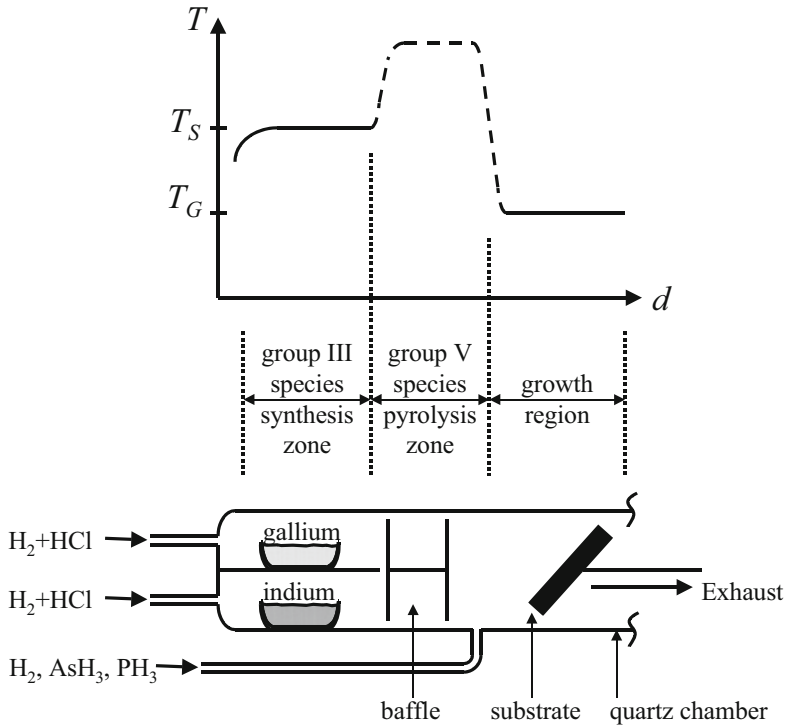 T
T_S
T_G
d
group III
species
synthesis
zone
group V
species
pyrolysis
zone
growth
region
H₂+HCl
gallium
H₂+HCl
indium
Exhaust
H₂, AsH₃, PH₃
baffle
substrate
quartz chamber